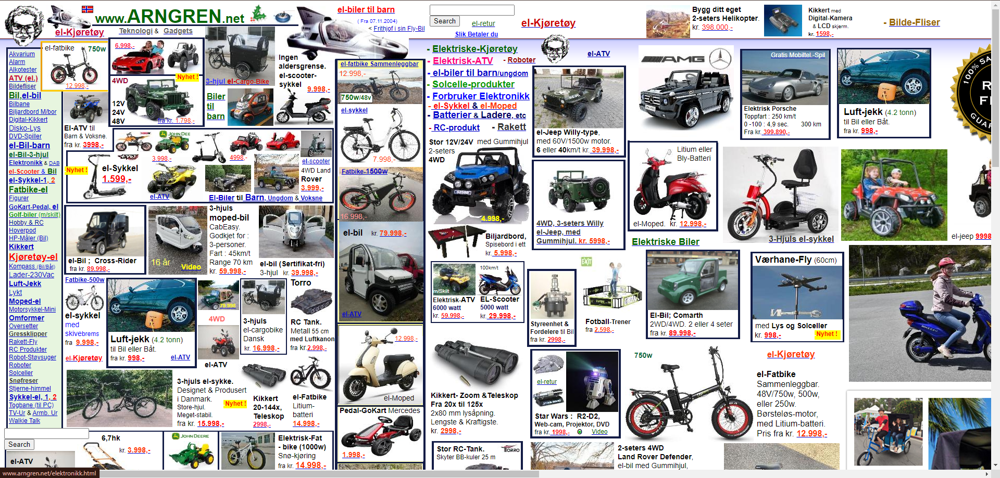 www.ARNGREN.net
el-Kjøretøy
Teknologi & Gadgets
el-biler til barn
( Fra 07.11.2004)
< Frithjof i sin Fly-Bil
Search
el-retur
Slik Betaler du
el-Kjøretøy
Bygg ditt eget
2-seters Helikopter.
kr. 398.000,-
Kikkert med
Digital-Kamera
& LCD skjerm.
kr. 1598,-
- Bilde-Fliser
Akvarium
Alarm
Alkotester
ATV (el.)
Bildefliser
Bil,el-bil
Bilbane
Biljardbord M/bor
Digital-Kikkert
Disko-Lys
DVD-Spiller
el-Bil-barn
el-Bil-3-hjul
Elektronikk & DAB
el-Scooter & Bil
el-Sykkel-1, 2
Fatbike-el
Figurer
GoKart-Pedal, el
Golf-biler (m/skilt)
Hobby & RC
Hoverpod
HP-Måler (Bil)
Kikkert
Kjøretøy-el
Kompass (Bil/Båt)
Lader-230Vac
Luft-Jekk
Lykt
Moped-el
Motorsykkel-Mini
Omformer
Oversetter
Gressklipper
Rakett-Fly
RC Produkter
Robot-Støvsuger
Roboter
Solceller
Snøfreser
Stjerne-himmel
Sykkel-el, 1, 2
Togbane (til PC)
TV-Ur & Armb. Ur
Walkie Talk
Search
el-ATV
www.arngren.net/elektronikk.html
el-fatbike
750w
12.998,-
6.998,-
4WD
Nyhet !
12V
24V
48V
fra kr. 1.798,-
3-hjul el-Cargo-Bike
Ingen
aldersgrense.
el-scooter-
sykkel
9.998,-
Biler
til
barn
El-ATV til
Barn & Voksne.
fra kr. 3998,-
1000W
JOHN DEERE
3.998,-
4998,-
el-scooter
Nyhet !
EVO
el-Sykkel
1.599,-
el-ATV
4WD Land
Rover
3.999,-
El-Biler til Barn, Ungdom & Voksne
el-Bil ; Cross-Rider
fra kr. 89.998,-
16 år
Video
3-hjuls
moped-bil
CabEasy.
Godkjet for :
3-personer.
Fart : 45km/t
Range 70 km
kr. 59.998,-
el-bil (Sertifikat-fri)
3-hjul kr. 39.998,-
Fatbike-500w
el-sykkel
med
skivebrems
fra 9.998,-
el-Kjøretøy
Luft-jekk (4.2 tonn)
til Bil eller Båt.
fra kr. 998,-
el-ATV
79.998
4WD
el-ATV
3-hjuls
el-cargobike
Dansk
kr. 16.998,-
Torro
RC Tank.
Metall 55 cm
med Luftkanon
fra kr.2.998,-
3-hjuls el-sykke.
Designet & Produsert
i Danmark.
Store-hjul.
Meget-stabil.
fra kr. 15.998,-
Nyhet !
Kikkert
20-144x,
Teleskop
2998,-
el-Fatbike
Litium-
batteri
14.998,-
6,7hk
kr. 3.998,-
JOHN DEERE
Elektrisk-Fat
- bike (1000w)
Snø-kjøring
fra kr. 14.998,-
el-fatbike Sammenleggbar
12.998,-
750w/48v
el-sykkel
7.998,-
Fatbike-1500w
16.998,-
el-bil kr. 79.998,-
el-ATV
12.998,-
el-Moped
Pedal-GoKart Mercedes
1.998,-
- Elektriske-Kjøretøy
- Elektrisk-ATV
- Roboter
- el-biler til barn/ungdom
- Solcelle-produkter
- Forbruker Elektronikk
- el-Sykkel & el-Moped
- Batterier & Ladere, etc
- RC-produkt
- Rakett
Stor 12V/24V med Gummihjul
2-seters
4WD
4.998,-
Biljardbord,
Spisebord i ett
kr. 5.998,-
m/Skilt
Elektrisk-ATV
6000 watt
kr. 59.998,-
100km/t
EL-Scooter
5000 watt
kr. 29.998,-
Kikkert- Zoom &Teleskop
Fra 20x til 125x
2x80 mm lysåpning.
Lengste & Kraftigste.
kr. 2998,-
Stor RC-Tank.
Skyter BB-kuler 25 m
TORRO
el-ATV
el-Jeep Willy-type,
med 60V/1500w motor.
6 eller 40km/t kr. 39.998,-
4WD, 3-seters Willy
el-Jeep, med
Gummihjul. kr. 5998,-
Styreenhet &
Fordelere til Bil
fra kr. 2998,-
EXIT
Fotball-Trener
fra 2.598,-
el-retur
STAR WARS
Star Wars : R2-D2,
Web-cam, Projektor, DVD
fra kr. 1998,-
Video
2-seters 4WD
Land Rover Defender,
el-bil med Gummihjul,
AMG
Gratis Mobiltel.-Spil
Elektrisk Porsche
Toppfart : 250 km/t
0 -100 : 4,9 sec. 300 km
Fra kr. 399.890,-
Luft-jekk (4.2 tonn)
til Bil eller Båt.
fra kr. 998,-
Litium eller
Bly-Batteri
el-Moped. kr. 12.998,-
3-Hjuls el-sykkel
el-jeep 9998
Elektriske Biler
El-Bil; Comarth
2WD/4WD. 2 eller 4 seter
fra kr. 89.998,-
Værhane-Fly (60cm)
med Lys og Solceller
kr. 998,-
Nyhet !
750w
el-Kjøretøy
el-Fatbike
Sammenleggbar.
48V/750w, 500w,
eller 250w.
Børsteløs-motor,
med Litium-batteri.
Pris fra kr. 12.998,-
100% SA